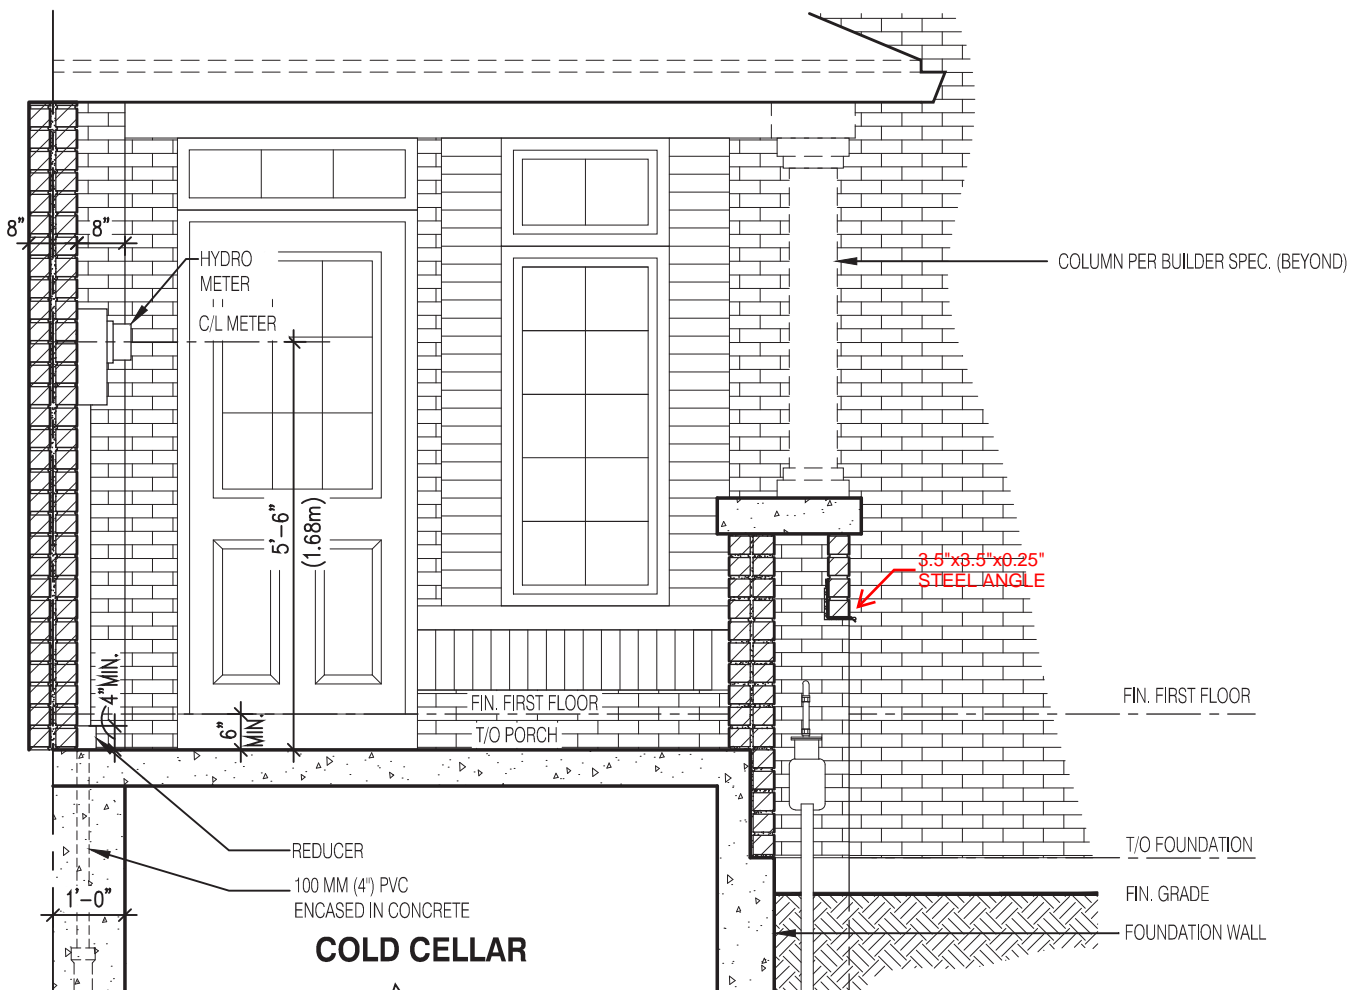 8"
8"
HYDRO
METER
C/L METER
COLUMN PER BUILDER SPEC. (BEYOND)
5'-6"
(1.68m)
3.5"x3.5"x0.25"
STEEL ANGLE
4"MIN.
6"
MIN.
FIN. FIRST FLOOR
T/O PORCH
FIN. FIRST FLOOR
REDUCER
100 MM (4") PVC
ENCASED IN CONCRETE
1'-0"
COLD CELLAR
T/O FOUNDATION
FIN. GRADE
FOUNDATION WALL